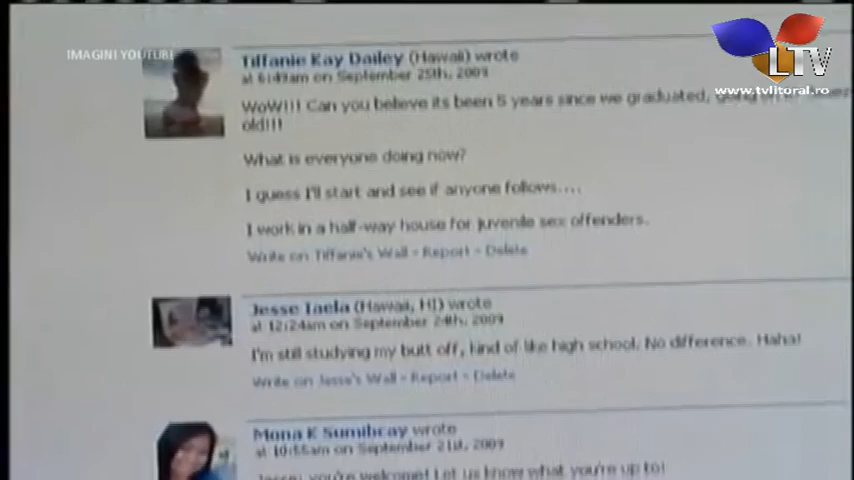 IMAGINI YOUTUBE
LTV
www.tvlitoral.ro
Tiffanie Kay Dailey (Hawaii) wrote
at 6:49am on September 25th, 2009
WoW!!! Can you believe its been 5 years since we graduated, going
old!!!
What is everyone doing now?
I guess I'll start and see if anyone follows....
I work in a half-way house for juvenile sex offenders.
Write on Tiffanie's Wall - Report - Delete
Jesse Iaela (Hawaii, HI) wrote
at 12:24am on September 24th, 2009
I'm still studying my butt off, kind of like high school. No difference. Haha!
Write on Jesse's Wall - Report - Delete
Mona K Sumibcay wrote
at 10:55am on September 21st, 2009
Jesse: you're welcome! Let us know what you're up to!